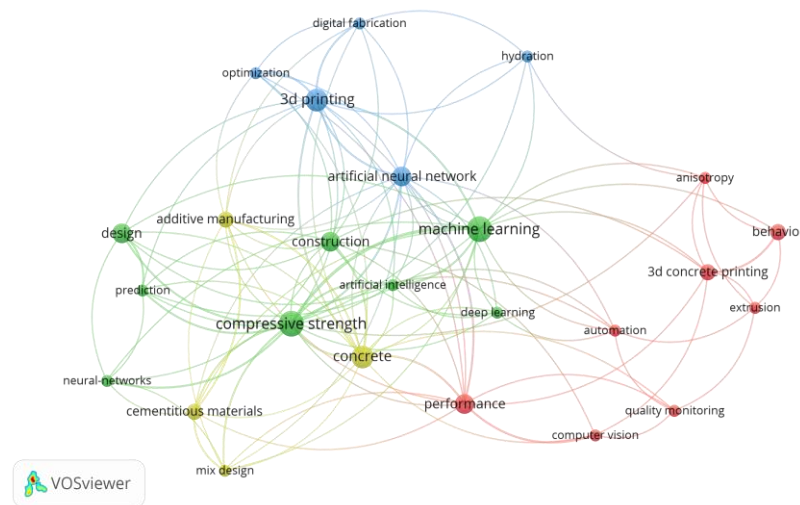 digital fabrication
hydration
optimization
3d printing
artificial neural network
anisotropy
additive manufacturing
machine learning
behavio
design
construction
3d concrete printing
artificial intelligence
prediction
extrusion
deep learning
compressive strength
automation
concrete
neural-networks
performance
cementitious materials
quality monitoring
computer vision
mix design
VOSviewer